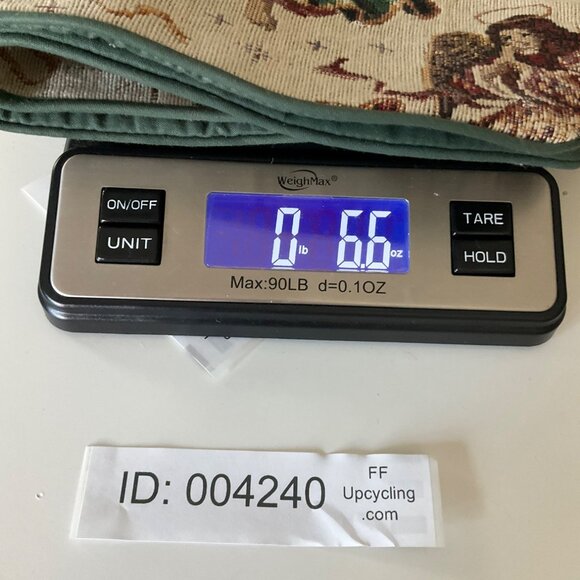 WeighMax®
ON/OFF
UNIT
0 lb 6.6 oz
TARE
HOLD
Max:90LB d=0.1OZ
ID: 004240
FF
Upcycling
.com